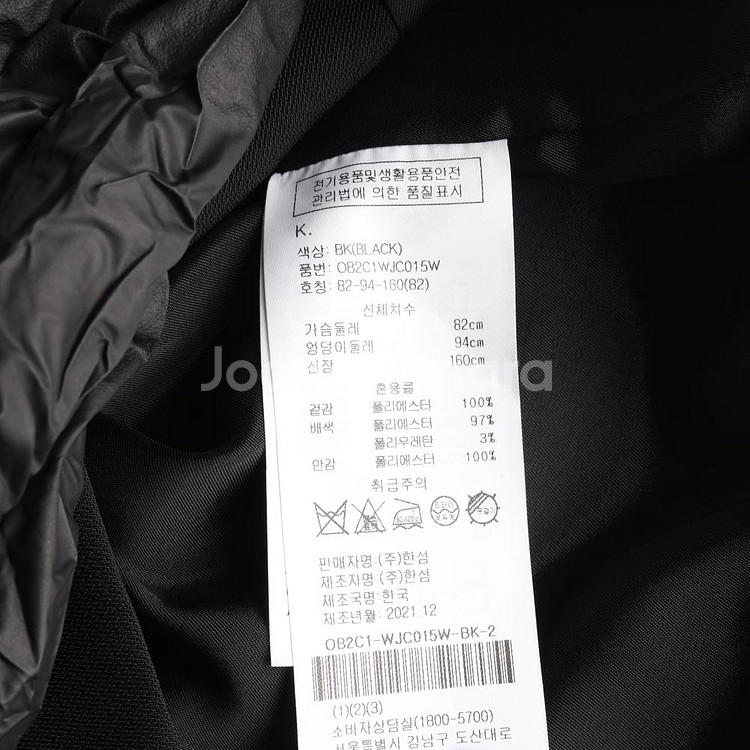 전기용품및생활용품안전
관리법에 의한 품질표시
K.
색상: BK(BLACK)
품번: OB2C1WJC015W
호칭: 82-94-160(82)
신체치수
가슴둘레 82cm
엉덩이둘레 94cm
신장 160cm
혼용률
겉감 폴리에스터 100%
배색 폴리에스터 97%
폴리우레탄 3%
안감 폴리에스터 100%
취급주의
드라이
판매자명:(주)한섬
제조자명:(주)한섬
제조국명:한국
제조년월: 2021.12
OB2C1-WJC015W-BK-2
(1)(2)(3)
소비자상담실(1800-5700)
서울특별시 강남구 도산대로